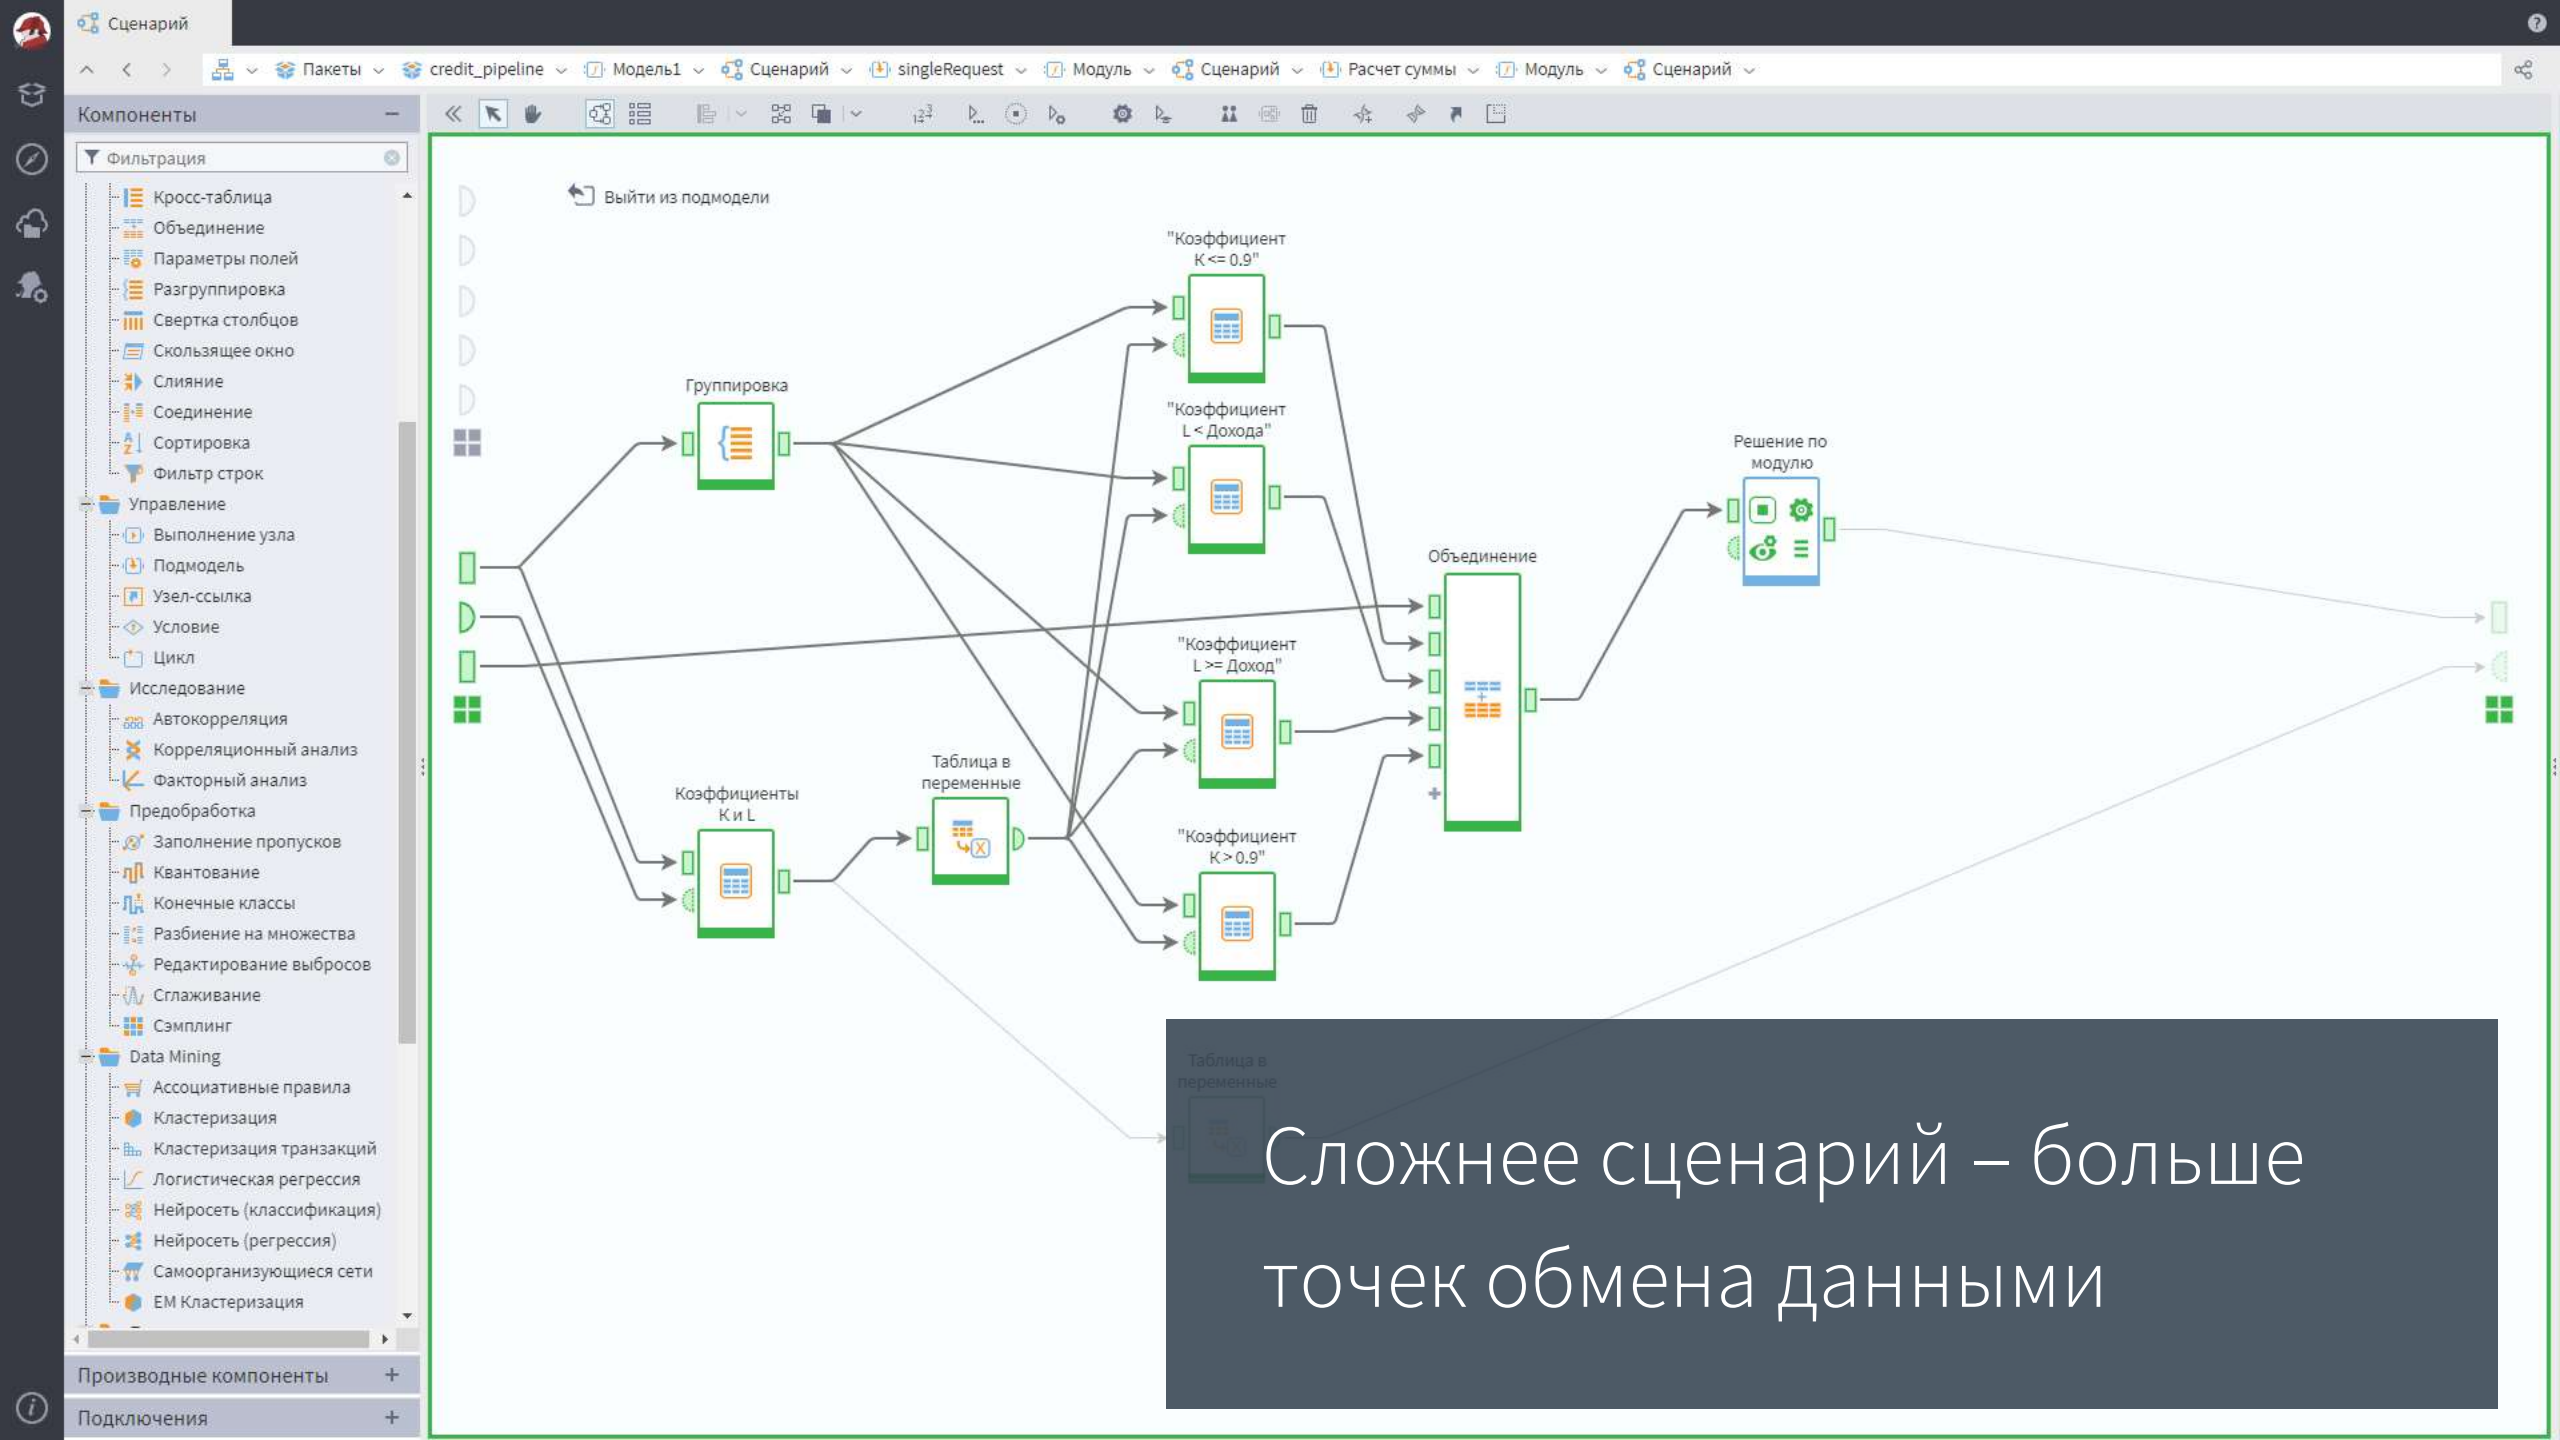 Сценарий
Пакеты
credit_pipeline
Модель1
Сценарий
singleRequest
Модуль
Сценарий
Расчет суммы
Модуль
Сценарий
Компоненты
Фильтрация
Кросс-таблица
Объединение
Параметры полей
Разгруппировка
Свертка столбцов
Скользящее окно
Слияние
Соединение
Сортировка
Фильтр строк
Управление
Выполнение узла
Подмодель
Узел-ссылка
Условие
Цикл
Исследование
Автокорреляция
Корреляционный анализ
Факторный анализ
Предобработка
Заполнение пропусков
Квантование
Конечные классы
Разбиение на множества
Редактирование выбросов
Сглаживание
Сэмплинг
Data Mining
Ассоциативные правила
Кластеризация
Кластеризация транзакций
Логистическая регрессия
Нейросеть (классификация)
Нейросеть (регрессия)
Самоорганизующиеся сети
EM Кластеризация
Производные компоненты
Подключения
Выйти из подмодели
"Коэффициент
K <= 0.9"
Группировка
"Коэффициент
L < Дохода"
Решение по
модулю
Объединение
"Коэффициент
L >= Доход"
Таблица в
переменные
Коэффициенты
K и L
"Коэффициент
K > 0.9"
Таблица в
переменные
Сложнее сценарий – больше
точек обмена данными